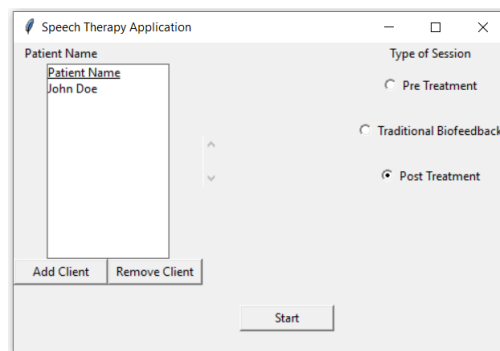 Speech Therapy Application
Patient Name
Type of Session
Patient Name
John Doe
Pre Treatment
Traditional Biofeedback
Post Treatment
Add Client
Remove Client
Start